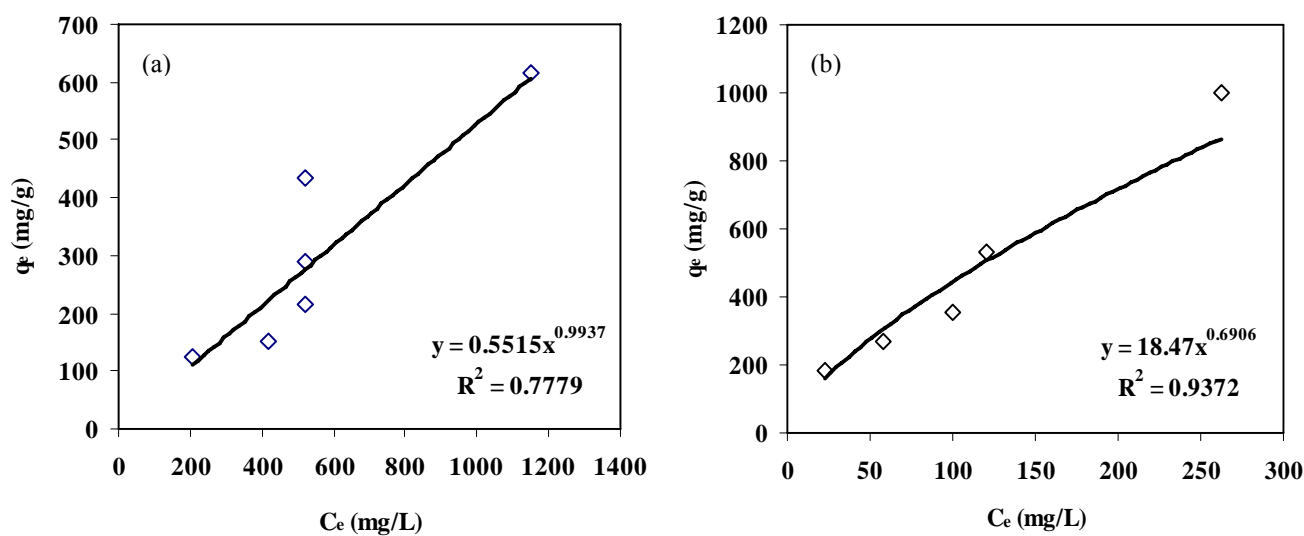 700
600
500
400
300
200
100
0
qe (mg/g)
(a)
y = 0.5515x^0.9937
R^2 = 0.7779
0 200 400 600 800 1000 1200 1400
Ce (mg/L)
1200
1000
800
600
400
200
0
qe (mg/g)
(b)
y = 18.47x^0.6906
R^2 = 0.9372
0 50 100 150 200 250 300
Ce (mg/L)